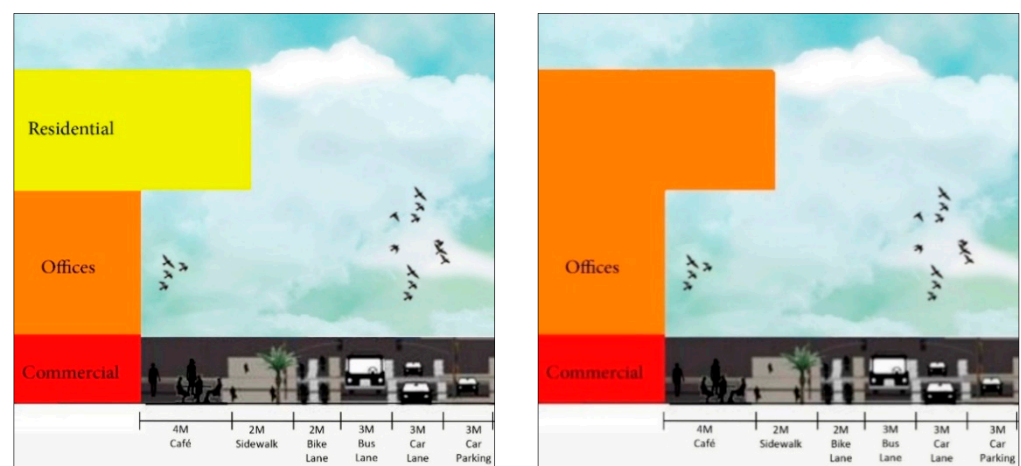 Residential
Offices
Commercial
4M
Café
2M
Sidewalk
2M
Bike
Lane
3M
Bus
Lane
3M
Car
Lane
3M
Car
Parking
Offices
Commercial
4M
Café
2M
Sidewalk
2M
Bike
Lane
3M
Bus
Lane
3M
Car
Lane
3M
Car
Parking